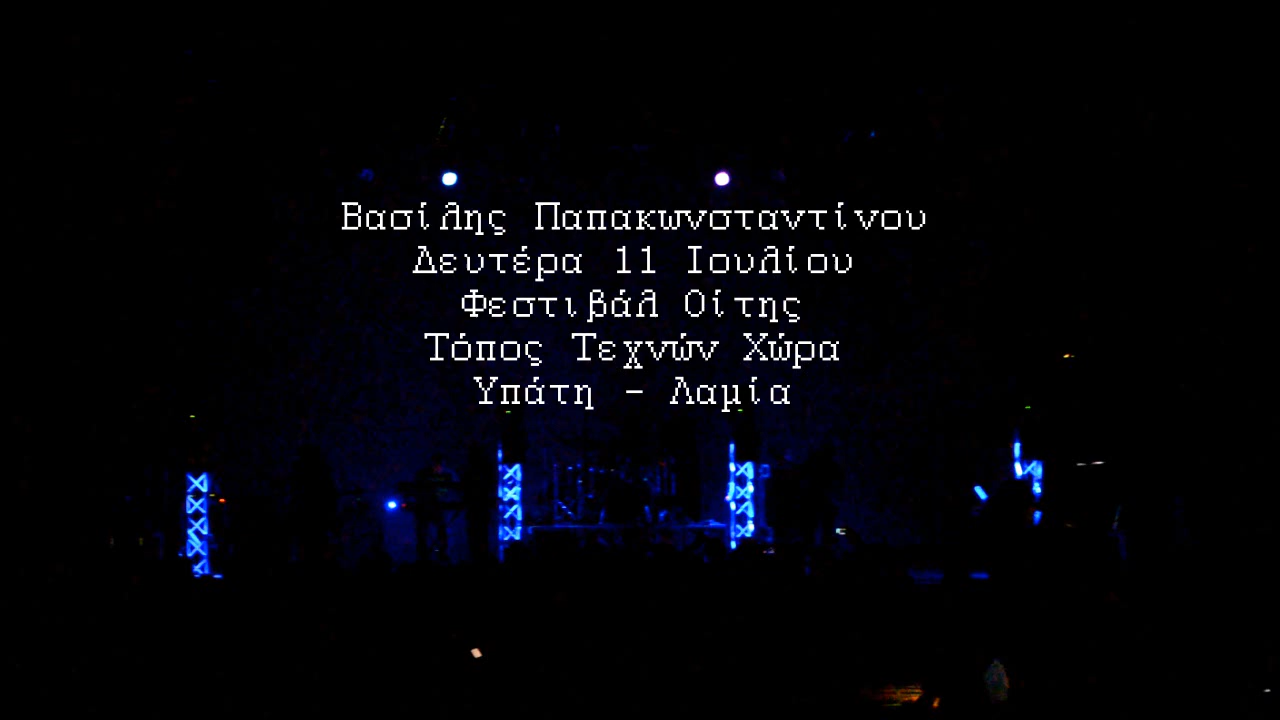 Βασίλης Παπακωνσταντίνου
Δευτέρα 11 Ιουλίου
Φεστιβάλ Οίτης
Τόπος Τεχνών Χώρα
Υπάτη - Λαμία